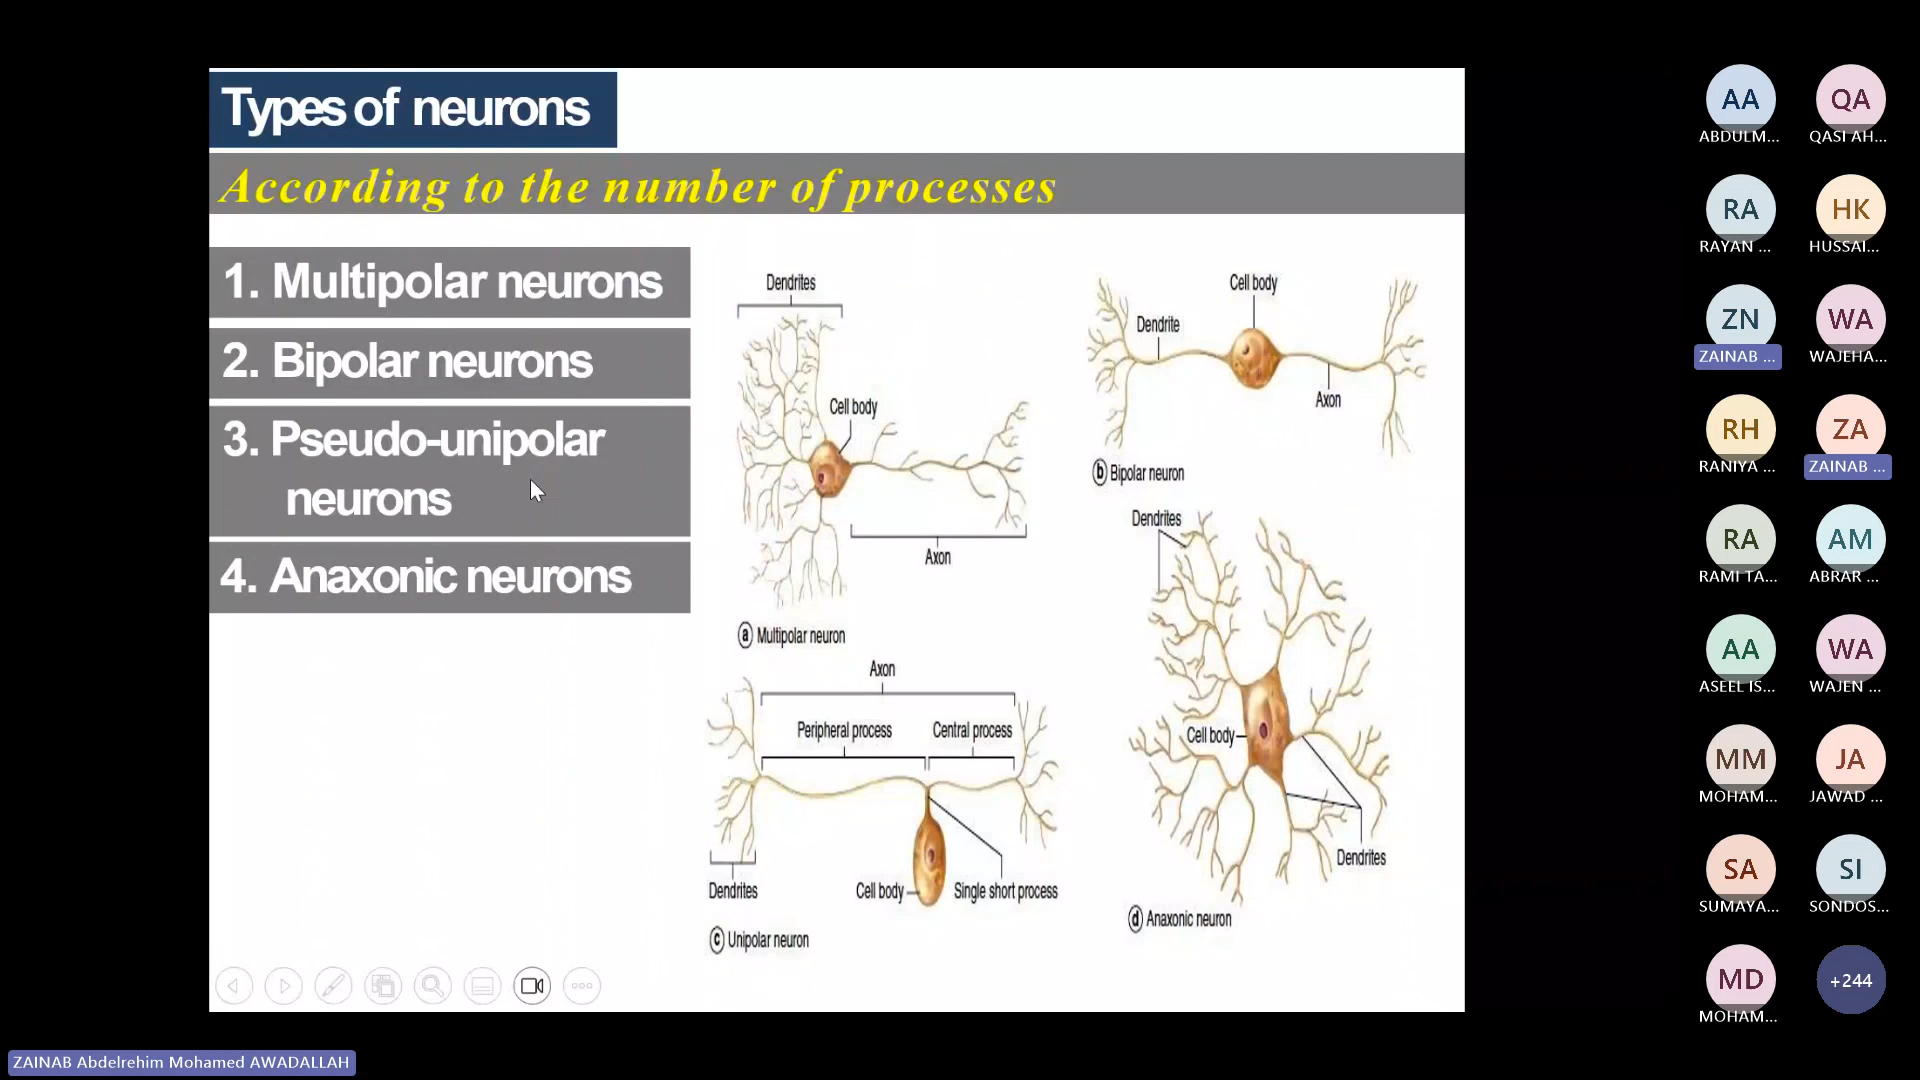 Types of neurons
According to the number of processes
1. Multipolar neurons
2. Bipolar neurons
3. Pseudo-unipolar
neurons
4. Anaxonic neurons
Dendrites
Cell body
Axon
a Multipolar neuron
Cell body
Dendrite
Axon
b Bipolar neuron
Axon
Peripheral process
Central process
Dendrites
Cell body
Single short process
c Unipolar neuron
Dendrites
Cell body
Dendrites
d Anaxonic neuron
AA
ABDULM...
QA
QASI AH...
RA
RAYAN ...
HK
HUSSAI...
ZN
ZAINAB ...
WA
WAJEHA...
RH
RANIYA ...
ZA
ZAINAB ...
RA
RAMI TA...
AM
ABRAR ...
AA
ASEEL IS...
WA
WAJEN ...
MM
MOHAM...
JA
JAWAD ...
SA
SUMAYA...
SI
SONDOS...
MD
MOHAM...
+244
ZAINAB Abdelrehim Mohamed AWADALLAH